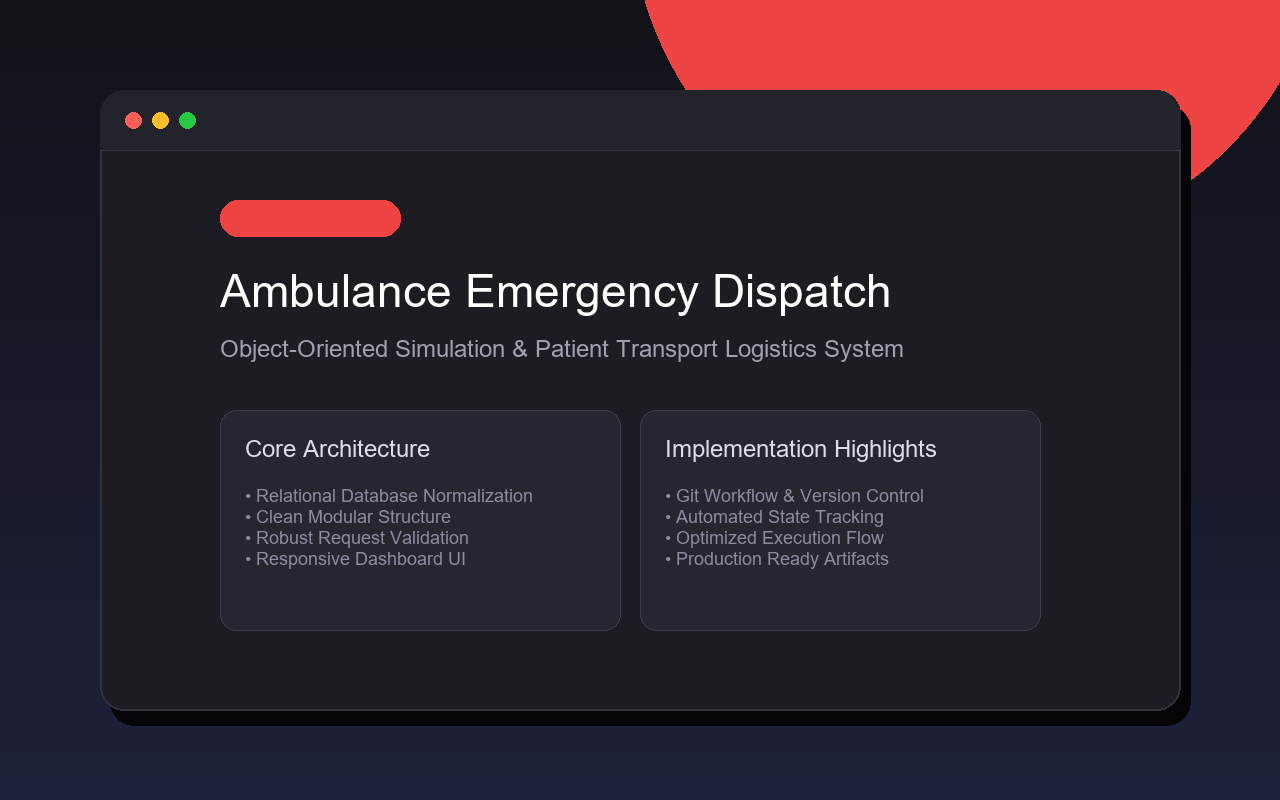 Ambulance Emergency Dispatch
Object-Oriented Simulation & Patient Transport Logistics System
Core Architecture
• Relational Database Normalization
• Clean Modular Structure
• Robust Request Validation
• Responsive Dashboard UI
Implementation Highlights
• Git Workflow & Version Control
• Automated State Tracking
• Optimized Execution Flow
• Production Ready Artifacts